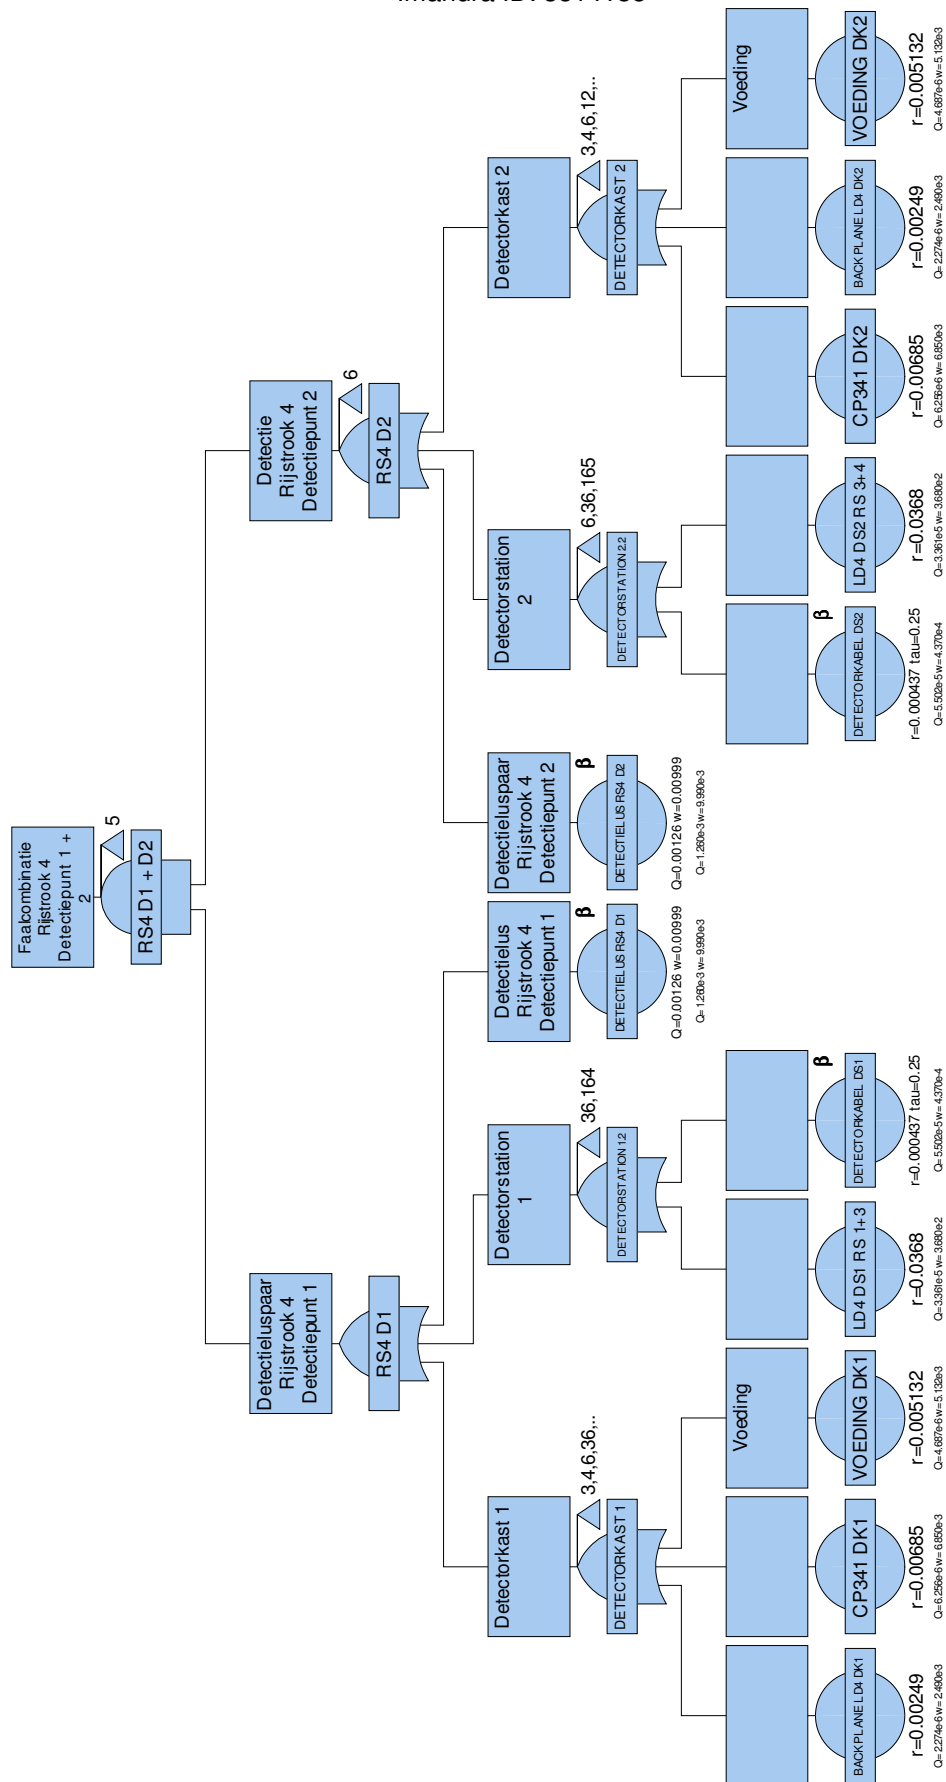 Faalcombinatie
Rijstrook 4
Detectiepunt 1 +
2
5
RS4 D1 + D2
Detectieluspaar
Rijstrook 4
Detectiepunt 1
RS4 D1
Detectie
Rijstrook 4
Detectiepunt 2
6
RS4 D2
Detectorkast 1
3,4,6,36,..
DETECTORKAST 1
Detectorstation
1
36,164
DETECTORSTATION 1.2
Detectielus
Rijstrook 4
Detectiepunt 1
β
DETECTIELUS RS4 D1
Q=0.00126 w=0.00999
Q=1.260e-3 w=9.990e-3
Detectieluspaar
Rijstrook 4
Detectiepunt 2
β
DETECTIELUS RS4 D2
Q=0.00126 w=0.00999
Q=1.260e-3 w=9.990e-3
Detectorstation
2
6,36,165
DETECTORSTATION 2.2
Detectorkast 2
3,4,6,12,..
DETECTORKAST 2
BACKPLANE LD4 DK1
r=0.00249
Q=2.274e-6 w=2.490e-3
CP341 DK1
r=0.00685
Q=6.256e-6 w=6.850e-3
Voeding
VOEDING DK1
r=0.005132
Q=4.687e-6 w=5.132e-3
LD4 DS1 RS 1+3
r=0.0368
Q=3.361e-5 w=3.680e-2
β
DETECTORKABEL DS1
r=0.000437 tau=0.25
Q=5.502e-5 w=4.370e-4
β
DETECTORKABEL DS2
r=0.000437 tau=0.25
Q=5.502e-5 w=4.370e-4
LD4 DS2 RS 3+4
r=0.0368
Q=3.361e-5 w=3.680e-2
CP341 DK2
r=0.00685
Q=6.256e-6 w=6.850e-3
BACKPLANE LD4 DK2
r=0.00249
Q=2.274e-6 w=2.490e-3
Voeding
VOEDING DK2
r=0.005132
Q=4.687e-6 w=5.132e-3